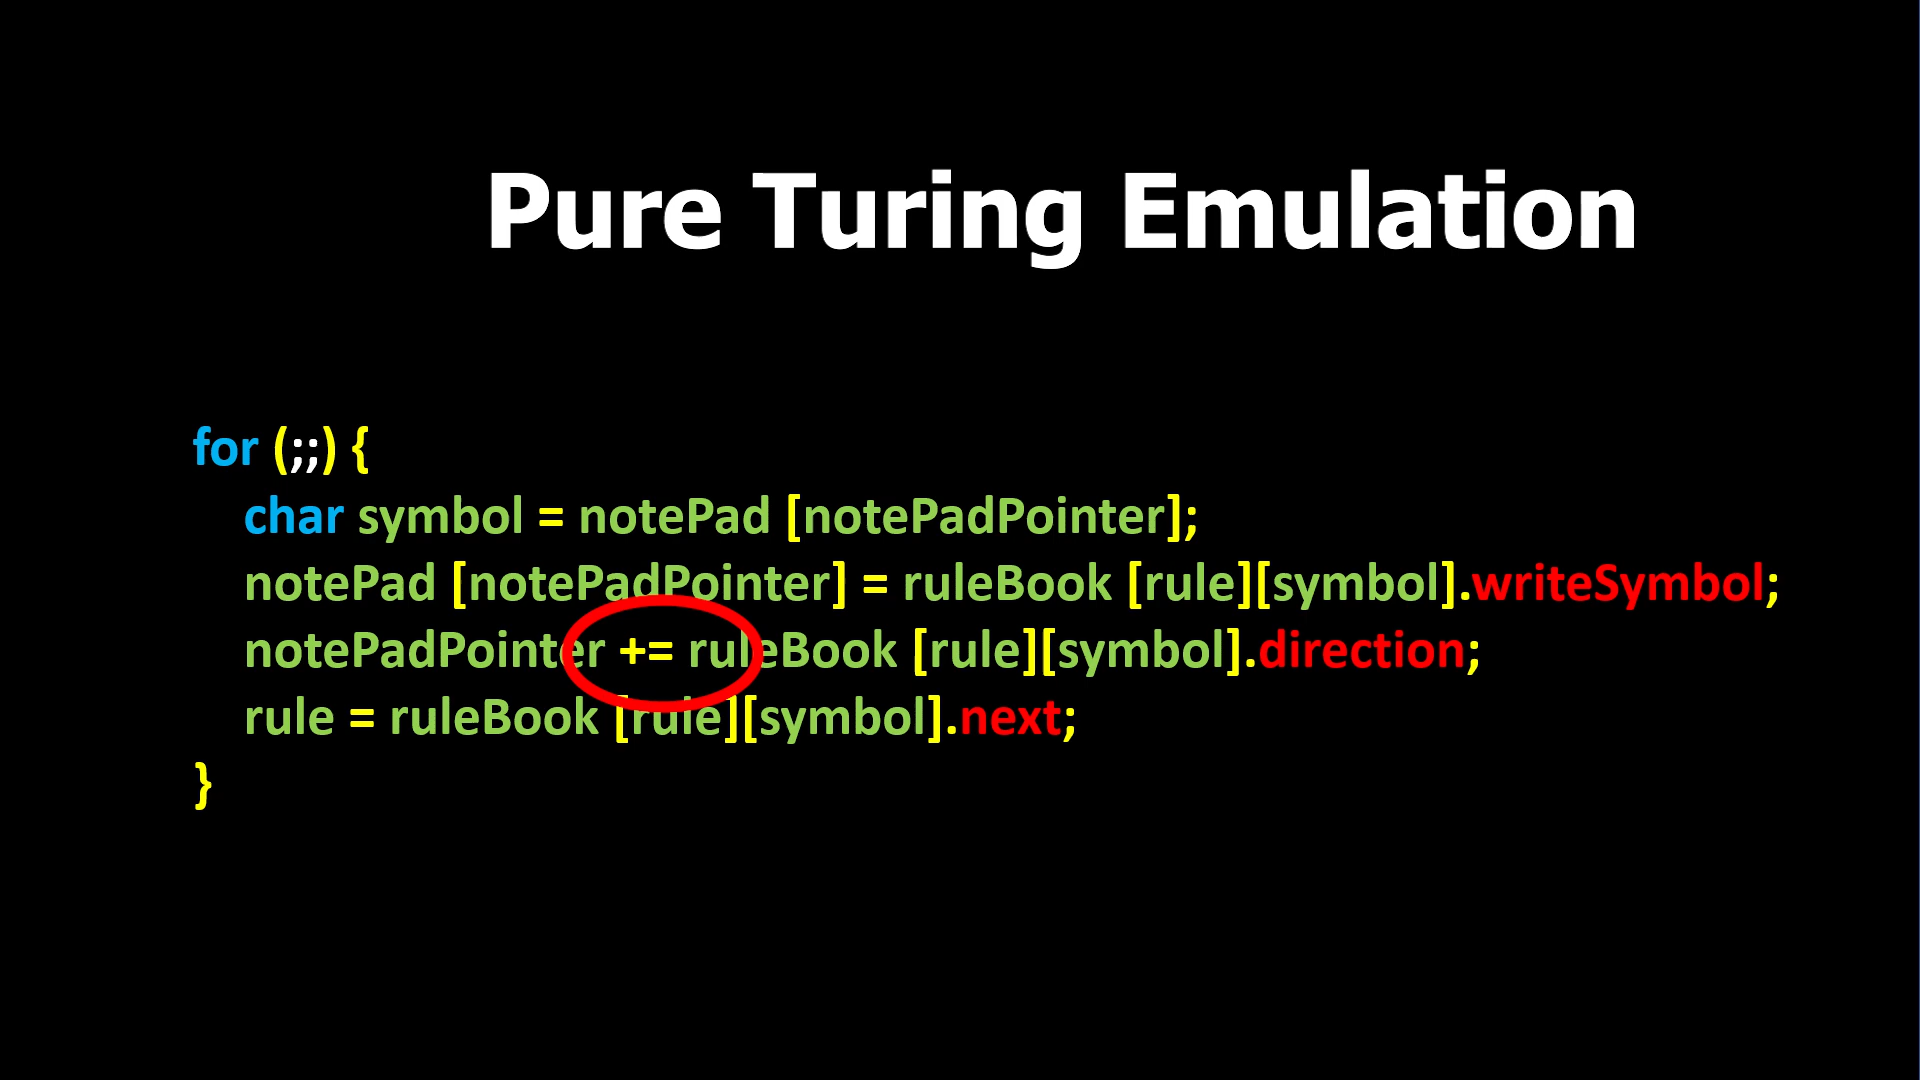 Pure Turing Emulation
for (;;) {
char symbol = notePad [notePadPointer];
notePad [notePadPointer] = ruleBook [rule][symbol].writeSymbol;
notePadPointer += ruleBook [rule][symbol].direction;
rule = ruleBook [rule][symbol].next;
}